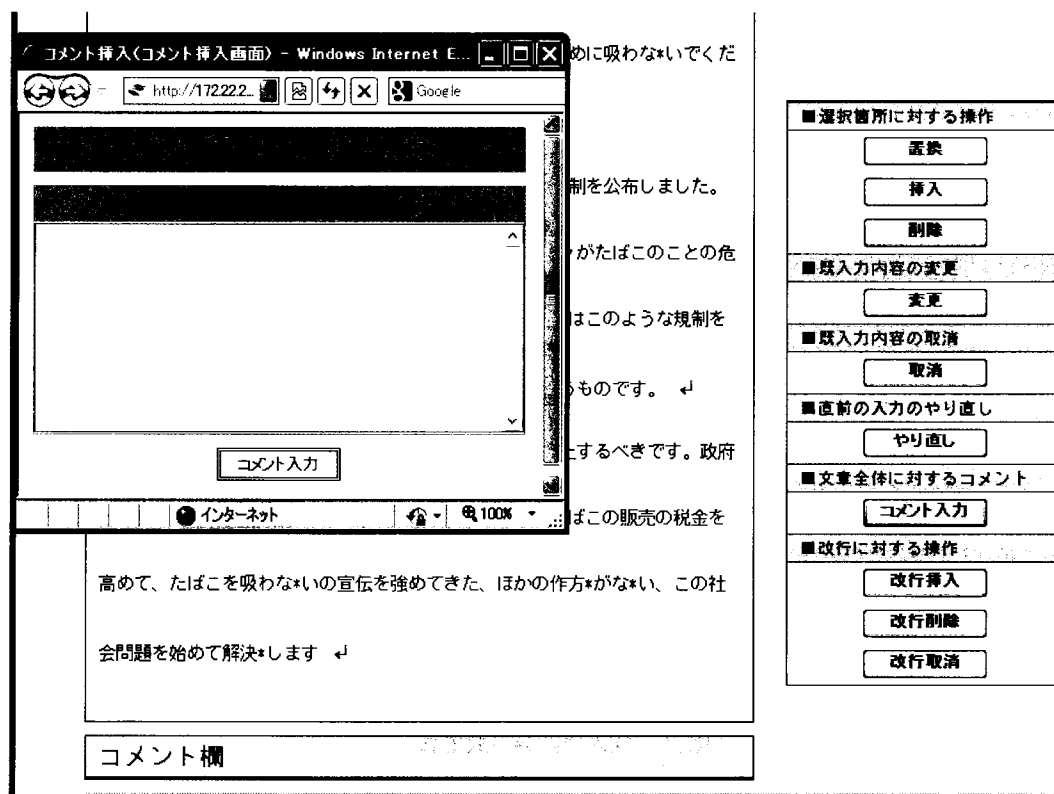 コメント挿入(コメント挿入画面) - Windows Internet E...
http://172.22.2...
Google
コメント入力
インターネット
100%
めに吸わな*いでくだ
制を公布しました。
がたばこのことの危
はこのような規制を
るものです。 ↲
止するべきです。政府
ばこの販売の税金を
高めて、たばこを吸わな*いの宣伝を強めてきた、ほかの作方*がな*い、この社
会問題を始めて解決*します ↲
コメント欄
■選択箇所に対する操作
置換
挿入
削除
■既入力内容の変更
変更
■既入力内容の取消
取消
■直前の入力のやり直し
やり直し
■文章全体に対するコメント
コメント入力
■改行に対する操作
改行挿入
改行削除
改行取消